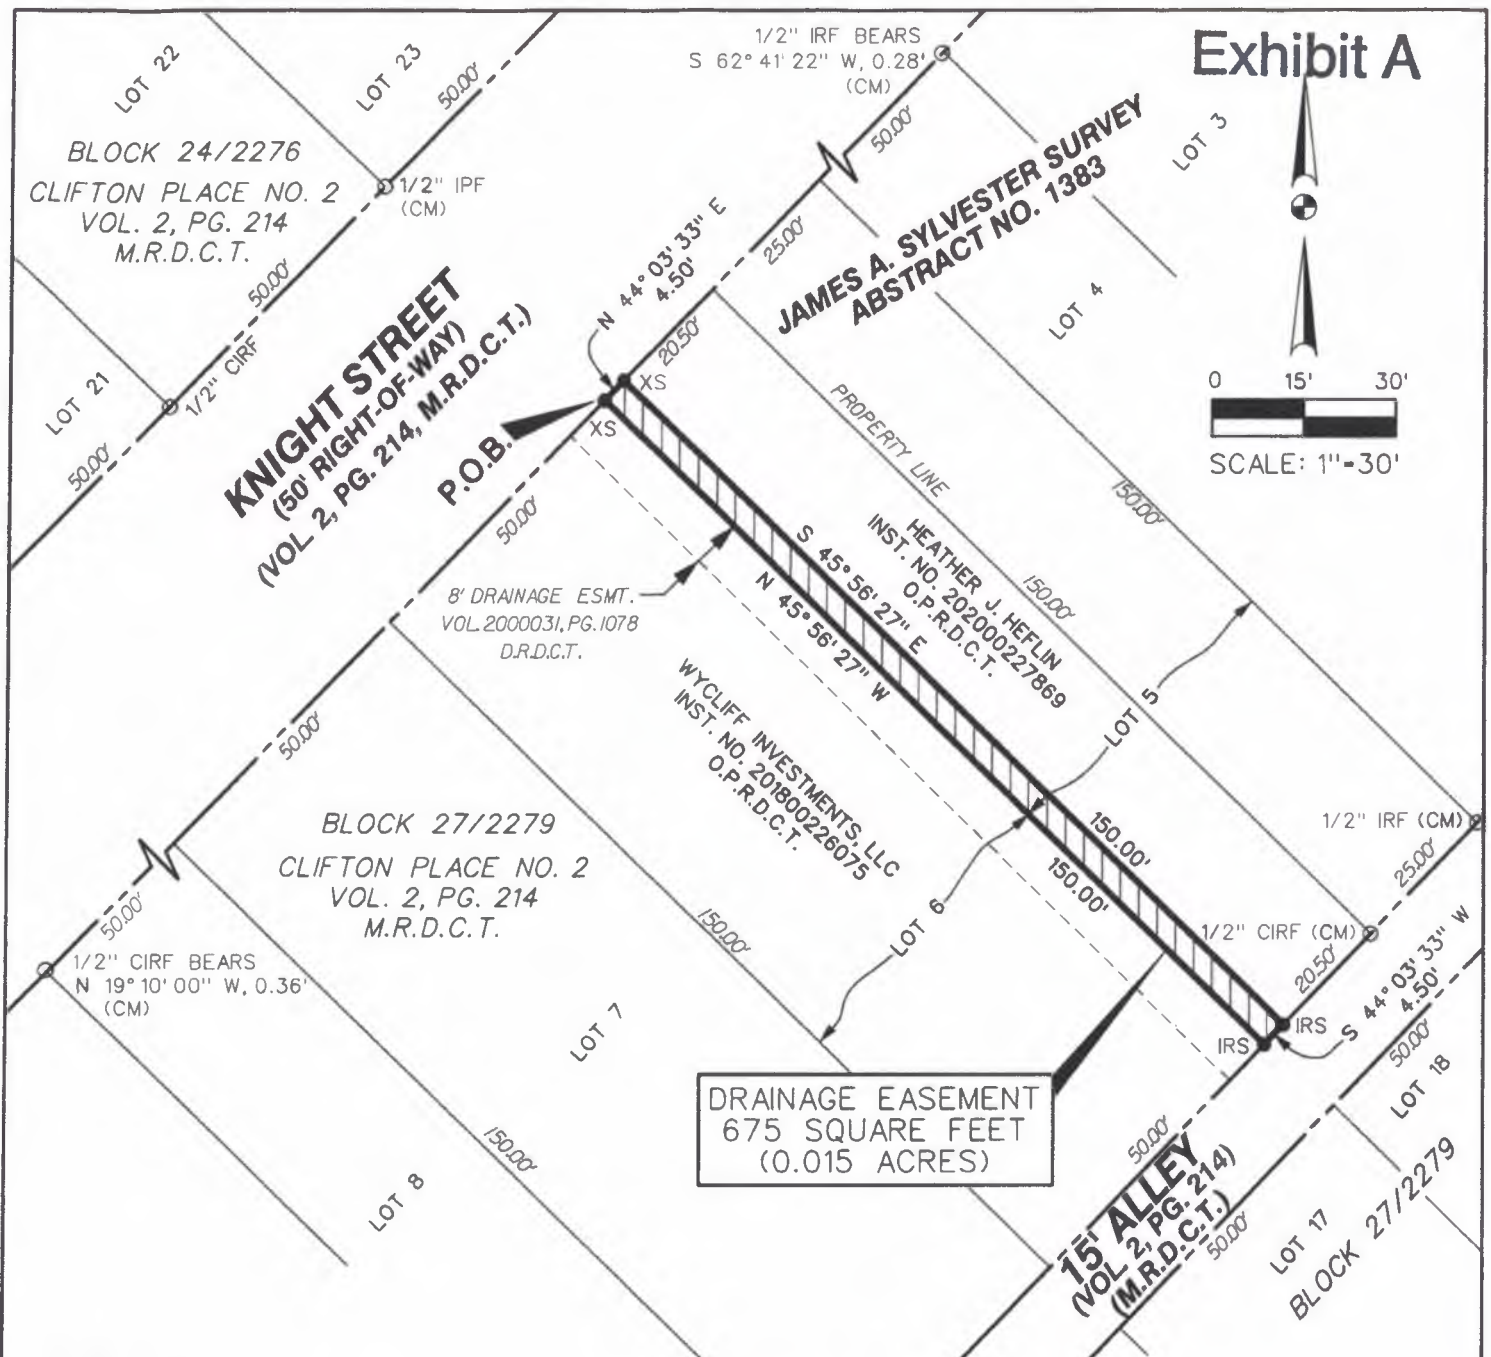 Exhibit A
1/2" IRF BEARS
S 62° 41' 22" W, 0.28'
(CM)
LOT 22
LOT 23
50.00'
50.00'
LOT 3
BLOCK 24/2276
CLIFTON PLACE NO. 2
VOL. 2, PG. 214
M.R.D.C.T.
1/2" IPF
(CM)
JAMES A. SYLVESTER SURVEY
ABSTRACT NO. 1383
N 44° 03' 33" E
4.50'
25.00'
LOT 4
50.00'
20.50'
LOT 21
1/2" CIRF
50.00'
KNIGHT STREET
(50' RIGHT-OF-WAY)
(VOL. 2, PG. 214, M.R.D.C.T.)
XS
XS
P.O.B.
0 15' 30'
SCALE: 1"=30'
PROPERTY LINE
150.00'
50.00'
8' DRAINAGE ESMT.
VOL.2000031, PG.1078
D.R.D.C.T.
S 45° 56' 27" E
N 45° 56' 27" W
HEATHER J. HEFLIN
INST. NO. 202000227869
O.P.R.D.C.T.
150.00'
WYCLIFF INVESTMENTS, LLC
INST. NO. 201800226075
O.P.R.D.C.T.
LOT 5
50.00'
BLOCK 27/2279
CLIFTON PLACE NO. 2
VOL. 2, PG. 214
M.R.D.C.T.
150.00'
150.00'
1/2" IRF (CM)
25.00'
LOT 6
150.00'
50.00'
1/2" CIRF BEARS
N 19° 10' 00" W, 0.36'
(CM)
1/2" CIRF (CM)
20.50'
S 44° 03' 33" W
4.50'
IRS
IRS
LOT 7
50.00'
LOT 18
DRAINAGE EASEMENT
675 SQUARE FEET
(0.015 ACRES)
150.00'
LOT 8
50.00'
15' ALLEY
(VOL. 2, PG. 214)
(M.R.D.C.T.)
50.00'
LOT 17
BLOCK 27/2279